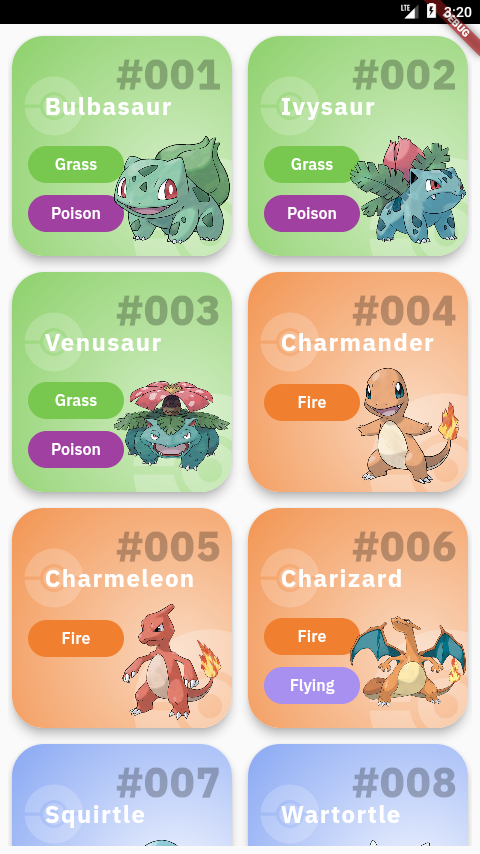 LTE 3:20
DEBUG
#001
Bulbasaur
Grass
Poison
#002
Ivysaur
Grass
Poison
#003
Venusaur
Grass
Poison
#004
Charmander
Fire
#005
Charmeleon
Fire
#006
Charizard
Fire
Flying
#007
Squirtle
#008
Wartortle